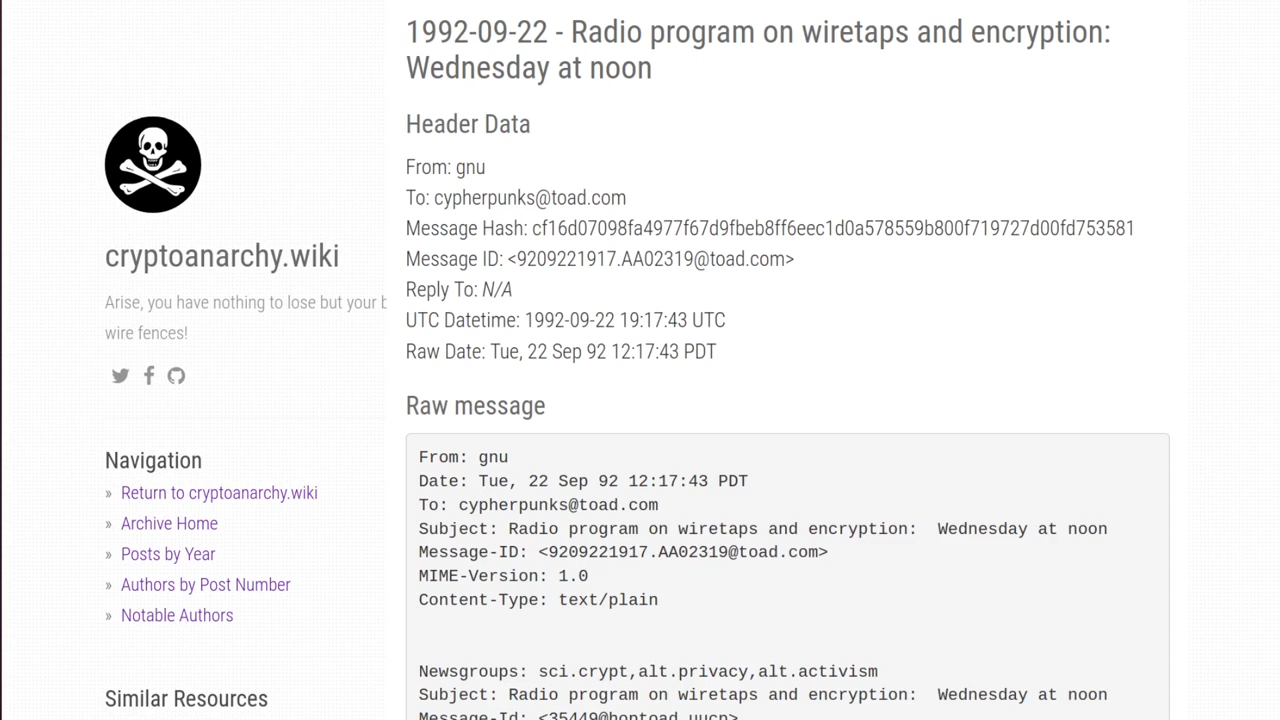 cryptoanarchy.wiki
Arise, you have nothing to lose but your
wire fences!
Navigation
» Return to cryptoanarchy.wiki
» Archive Home
» Posts by Year
» Authors by Post Number
» Notable Authors
Similar Resources
1992-09-22 - Radio program on wiretaps and encryption:
Wednesday at noon
Header Data
From: gnu
To: cypherpunks@toad.com
Message Hash: cf16d07098fa4977f67d9fbeb8ff6eec1d0a578559b800f719727d00fd753581
Message ID: <9209221917.AA02319@toad.com>
Reply To: N/A
UTC Datetime: 1992-09-22 19:17:43 UTC
Raw Date: Tue, 22 Sep 92 12:17:43 PDT
Raw message
From: gnu
Date: Tue, 22 Sep 92 12:17:43 PDT
To: cypherpunks@toad.com
Subject: Radio program on wiretaps and encryption:  Wednesday at noon
Message-ID: <9209221917.AA02319@toad.com>
MIME-Version: 1.0
Content-Type: text/plain
Newsgroups: sci.crypt,alt.privacy,alt.activism
Subject: Radio program on wiretaps and encryption:  Wednesday at noon
Message-Id: <35449@hoptoad.uucp>